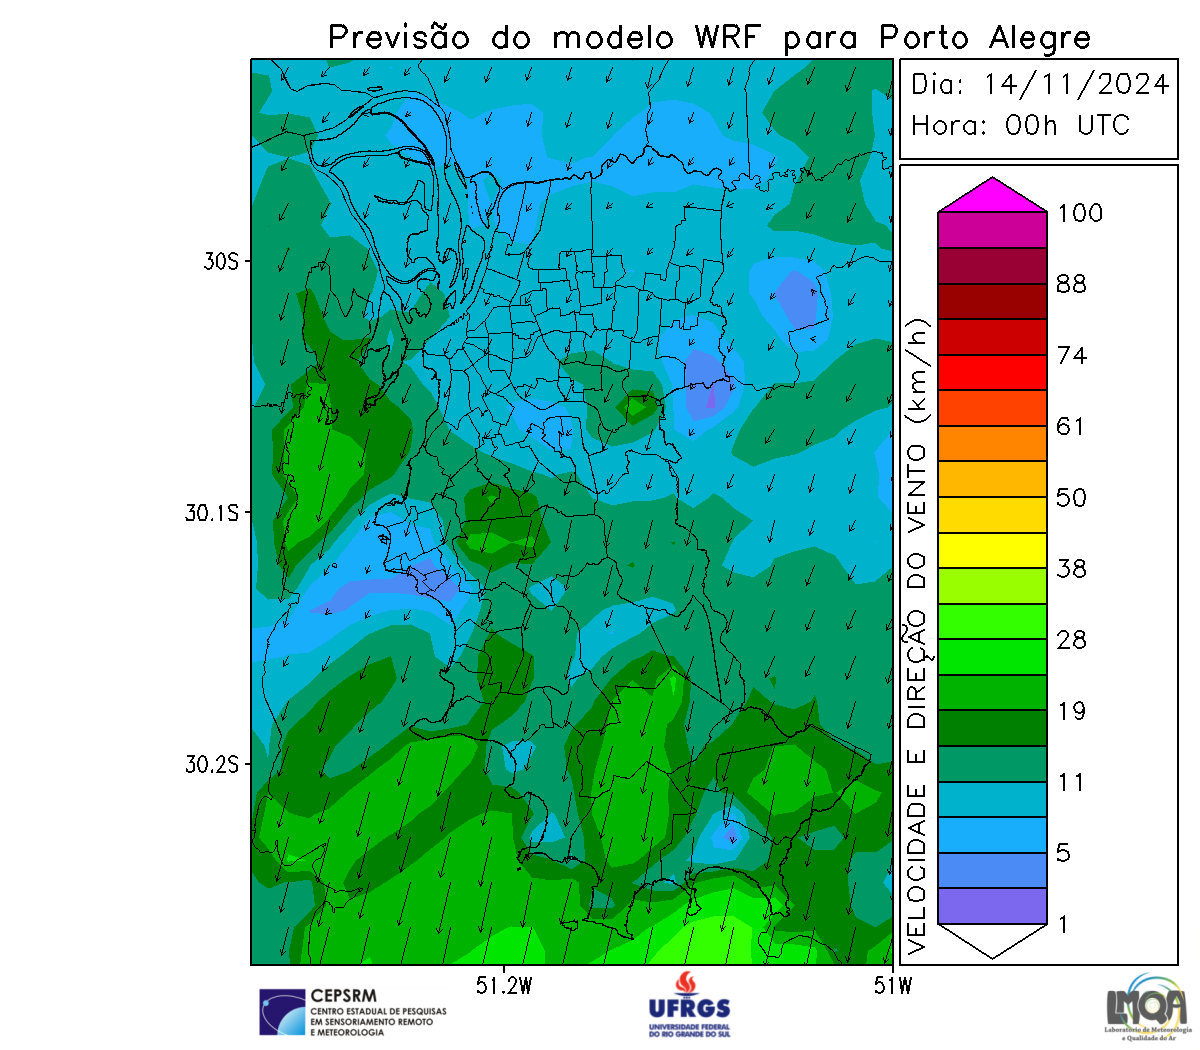 Previsão do modelo WRF para Porto Alegre
Dia: 14/11/2024
Hora: 00h UTC
30S
30.1S
30.2S
51.2W
51W
VELOCIDADE E DIREÇÃO DO VENTO (km/h)
100
88
74
61
50
38
28
19
11
5
1
CEPSRM
CENTRO ESTADUAL DE PESQUISAS
EM SENSORIAMENTO REMOTO
E METEOROLOGIA
UFRGS
UNIVERSIDADE FEDERAL
DO RIO GRANDE DO SUL
LMQA
Laboratório de Meteorologia
e Qualidade do Ar